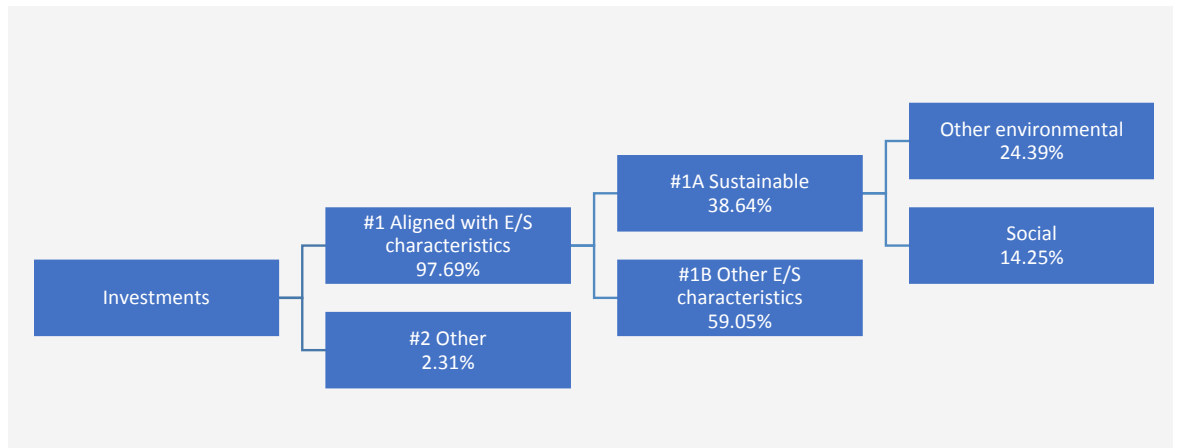 Investments
#1 Aligned with E/S
characteristics
97.69%
#2 Other
2.31%
#1A Sustainable
38.64%
#1B Other E/S
characteristics
59.05%
Other environmental
24.39%
Social
14.25%